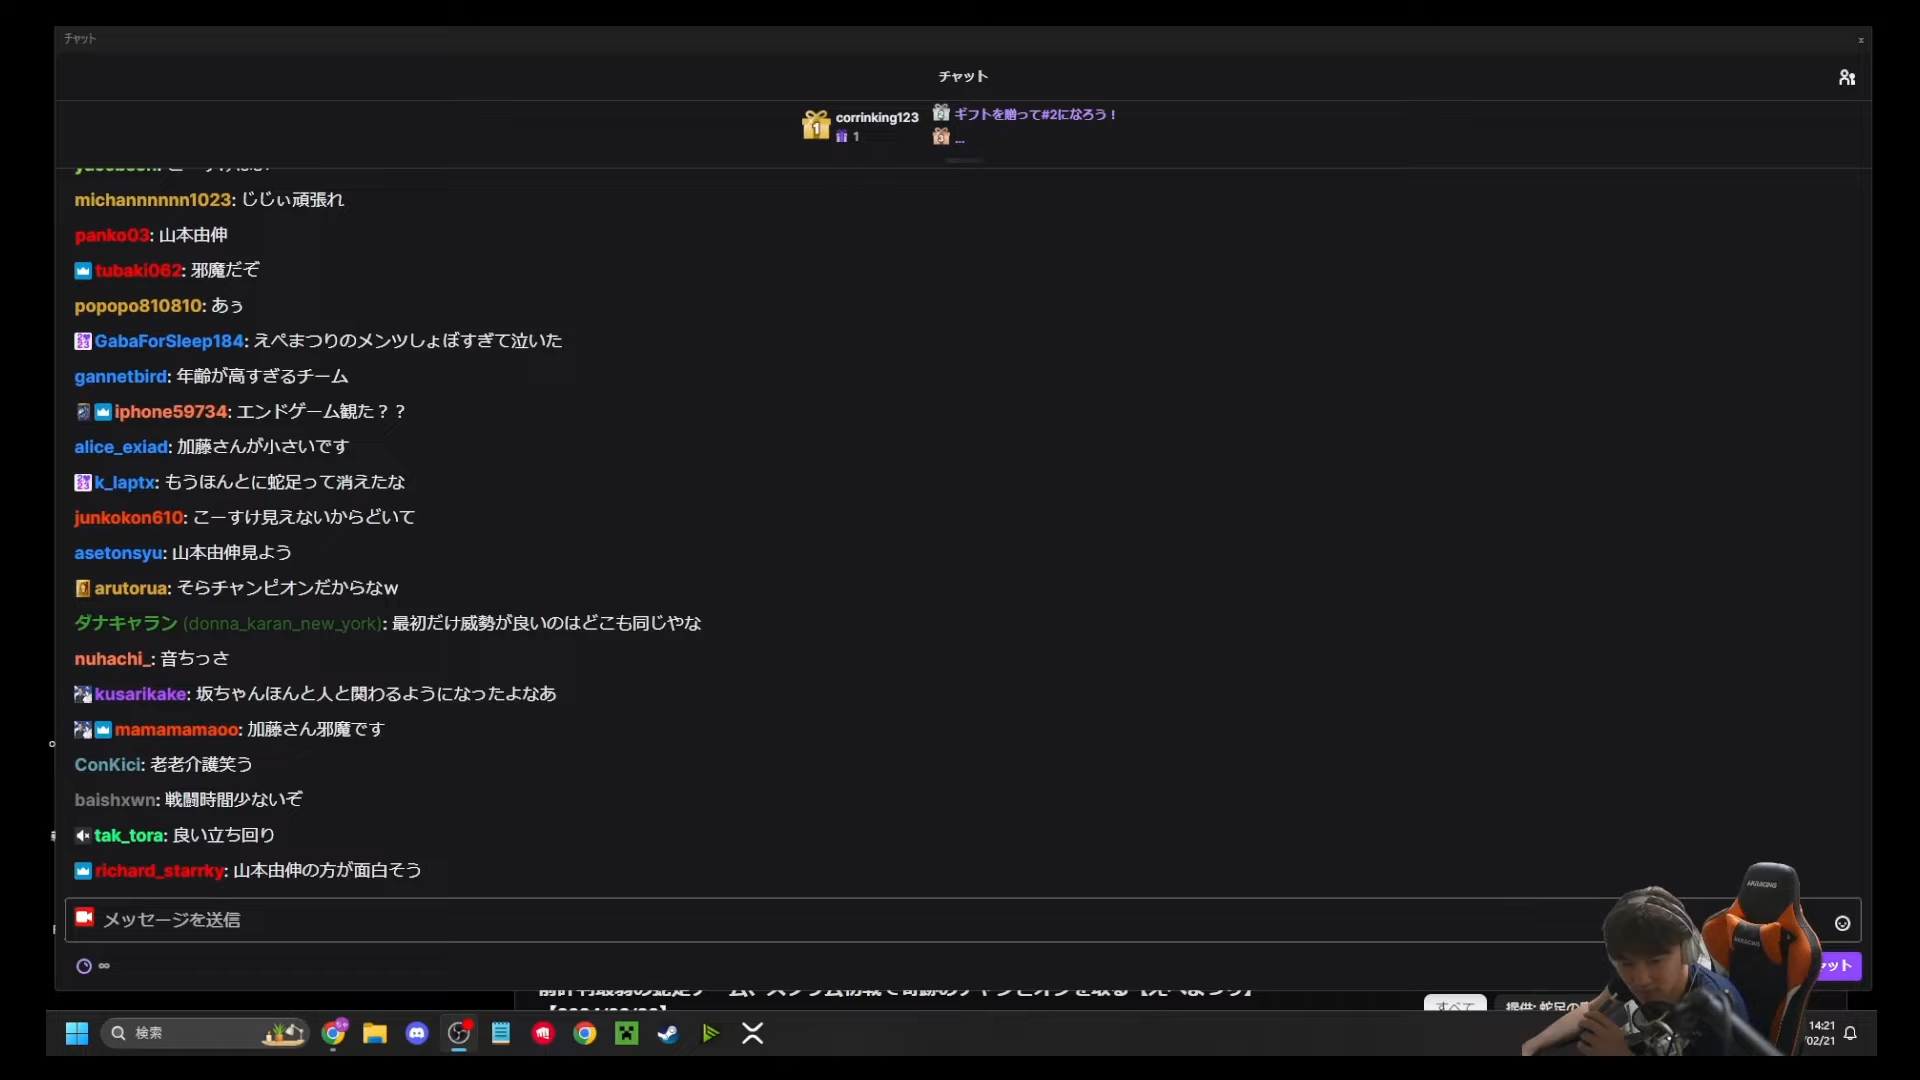 チャット
チャット
corrinking123
1
ギフトを贈って#2になろう！
...
michannnnnn1023: じじぃ頑張れ
panko03: 山本由伸
tubaki062: 邪魔だぞ
popopo810810: あぅ
GabaForSleep184: えぺまつりのメンツしょぼすぎて泣いた
gannetbird: 年齢が高すぎるチーム
iphone59734: エンドゲーム観た？？
alice_exiad: 加藤さんが小さいです
k_laptx: もうほんとに蛇足って消えたな
junkokon610: こーすけ見えないからどいて
asetonsyu: 山本由伸見よう
arutorua: そらチャンピオンだからなw
ダナキャラン (donna_karan_new_york): 最初だけ威勢が良いのはどこも同じやな
nuhachi_: 音ちっさ
kusarikake: 坂ちゃんほんと人と関わるようになったよなあ
mamamamaoo: 加藤さん邪魔です
ConKici: 老老介護笑う
baishxwn: 戦闘時間少ないぞ
tak_tora: 良い立ち回り
richard_starrky: 山本由伸の方が面白そう
メッセージを送信
∞
ャット
検索
14:21
/02/21